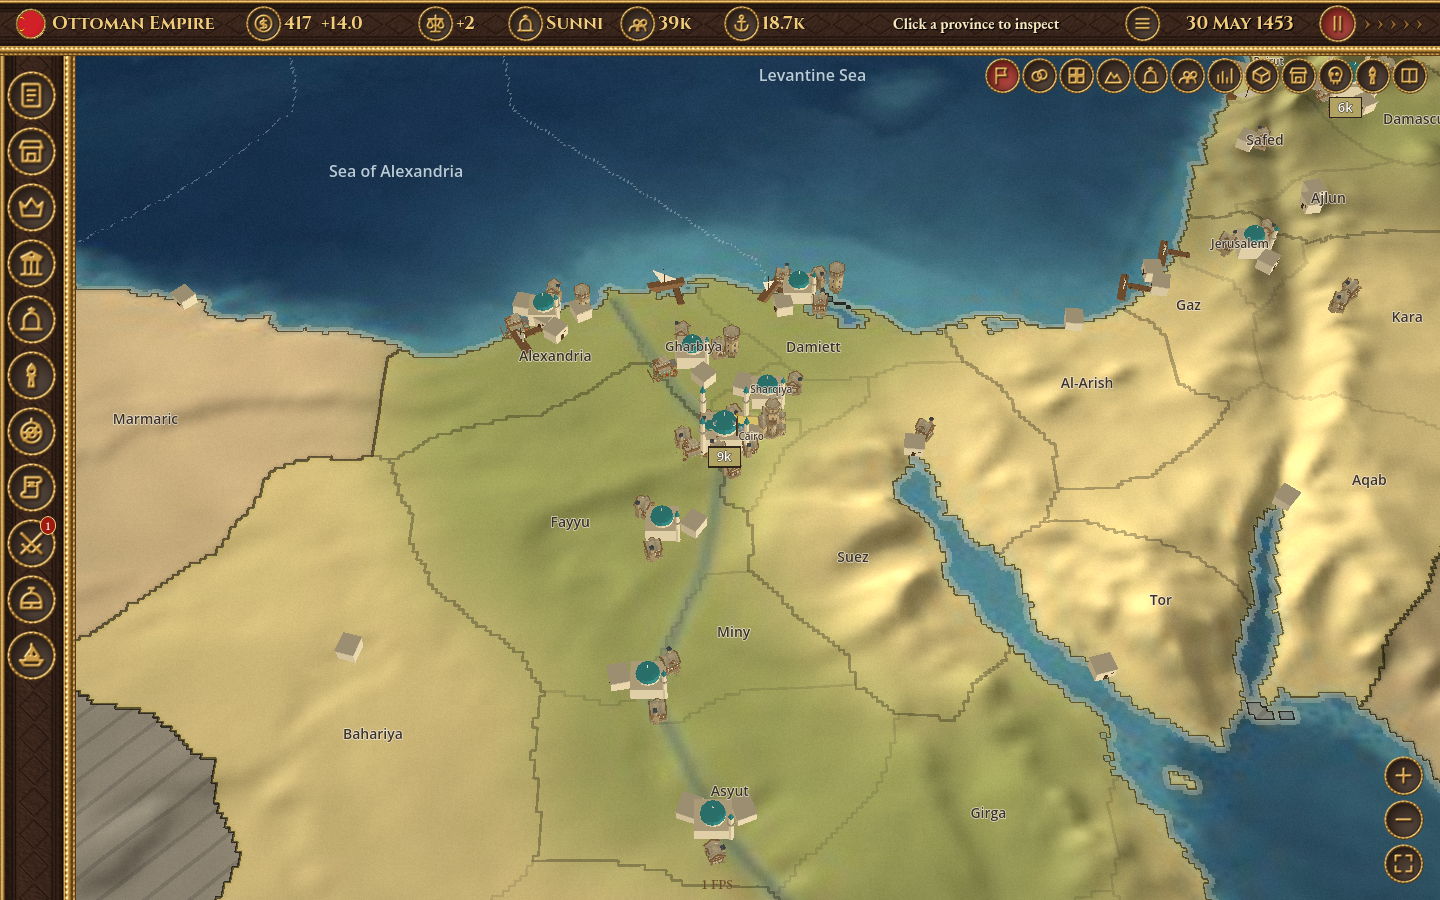 OTTOMAN EMPIRE 417 +14.0 +2 SUNNI 39K 18.7K Click a province to inspect 30 MAY 1453
Levantine Sea
6k
Damascu
Safed
Sea of Alexandria
Ajlun
Jerusalem
Gaz
Kara
Gharbiya
Damiett
Alexandria
Al-Arish
Sharqiya
Marmaric
Cairo
9k
Aqab
1
Fayyu
Suez
Tor
Miny
Bahariya
Asyut
Girga
1 FPS